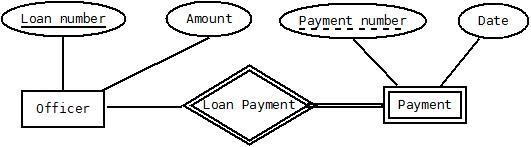 Loan number
Amount
Payment number
Date
Officer
Loan Payment
Payment